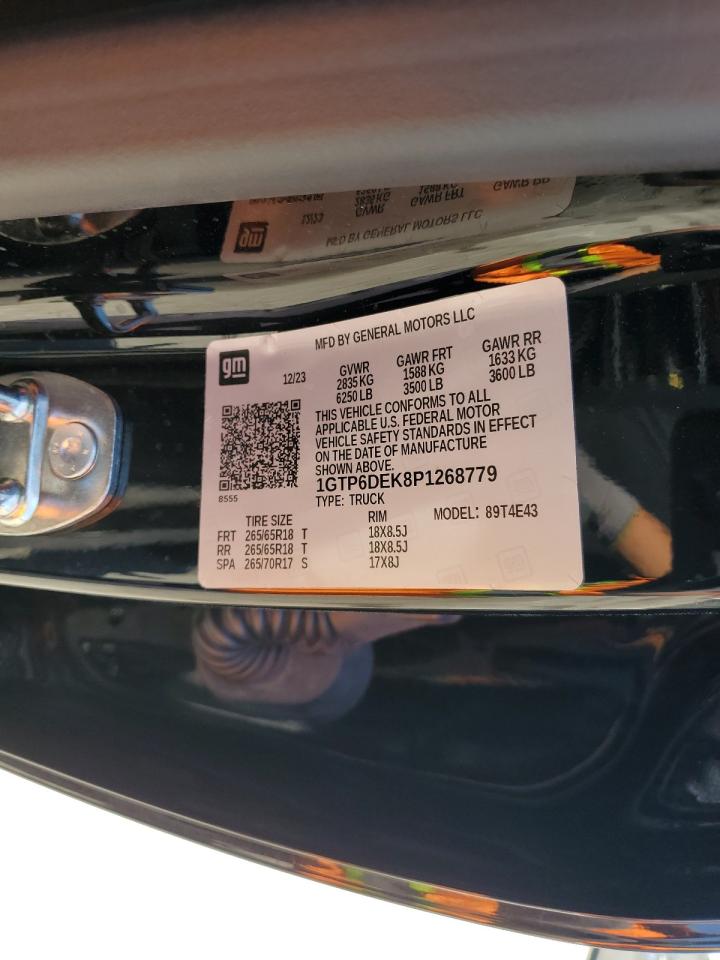 MFD BY GENERAL MOTORS LLC
gm
12/23
GVWR GAWR FRT GAWR RR
2835 KG 1588 KG 1633 KG
6250 LB 3500 LB 3600 LB
THIS VEHICLE CONFORMS TO ALL
APPLICABLE U.S. FEDERAL MOTOR
VEHICLE SAFETY STANDARDS IN EFFECT
ON THE DATE OF MANUFACTURE
SHOWN ABOVE.
1GTP6DEK8P1268779
8555
TYPE: TRUCK
TIRE SIZE RIM MODEL: 89T4E43
FRT 265/65R18 T 18X8.5J
RR 265/65R18 T 18X8.5J
SPA 265/70R17 S 17X8J